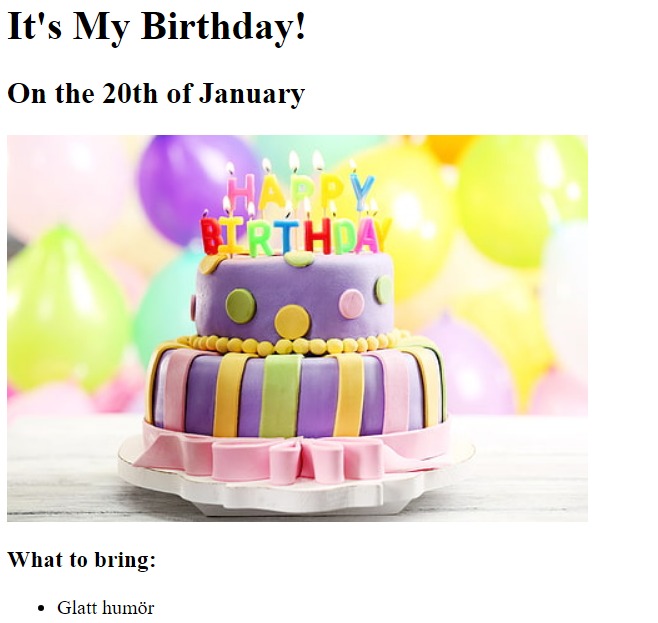 It's My Birthday!
On the 20th of January
HAPPY
BIRTHDAY
What to bring:
Glatt humör